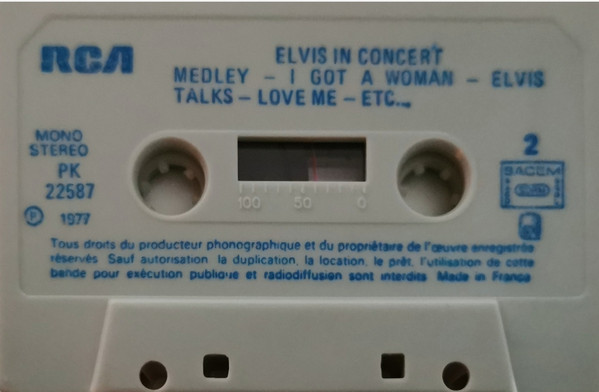 RCA
ELVIS IN CONCERT
MEDLEY – I GOT A WOMAN – ELVIS
TALKS – LOVE ME – ETC...
MONO
STEREO
PK
22587
Ⓟ 1977
2
SACEM
100 50 0
Tous droits du producteur phonographique et du propriétaire de l'œuvre enregistrée
réservés Sauf autorisation, la duplication, la location, le prêt, l'utilisation de cette
bande pour exécution publique et radiodiffusion sont interdits Made in France